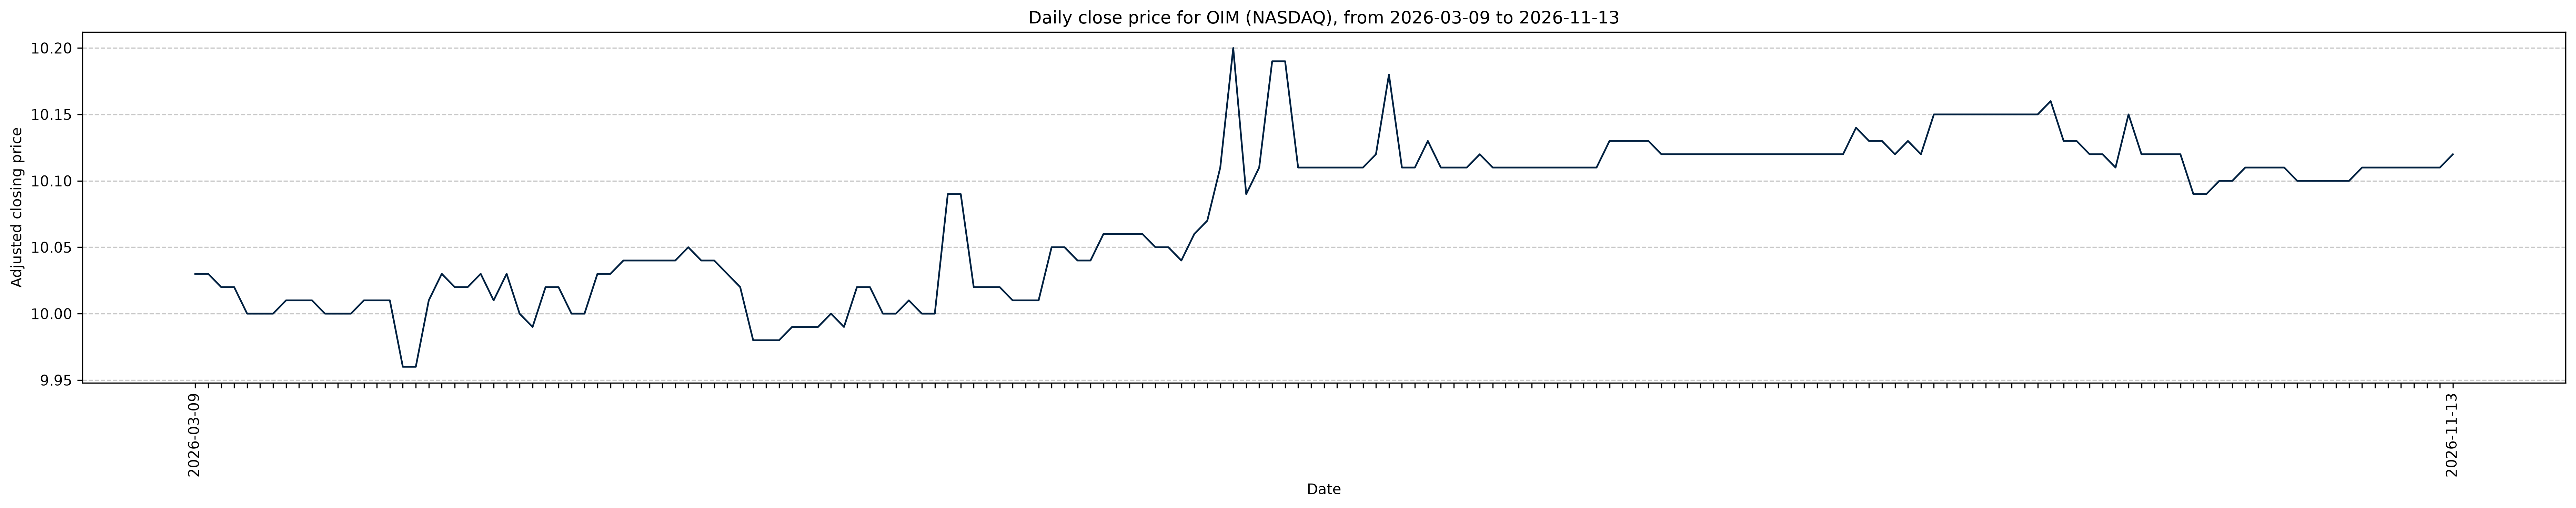 Daily close price for OIM (NASDAQ), from 2026-03-09 to 2026-11-13
Adjusted closing price
10.20
10.15
10.10
10.05
10.00
9.95
2026-03-09
2026-11-13
Date